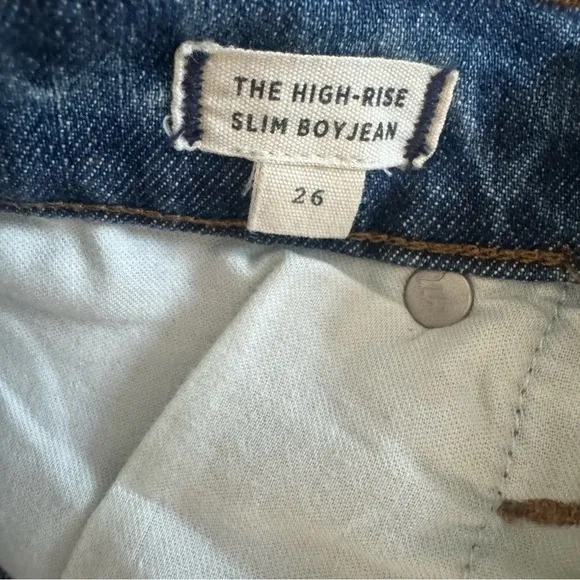 THE HIGH-RISE
SLIM BOYJEAN
26